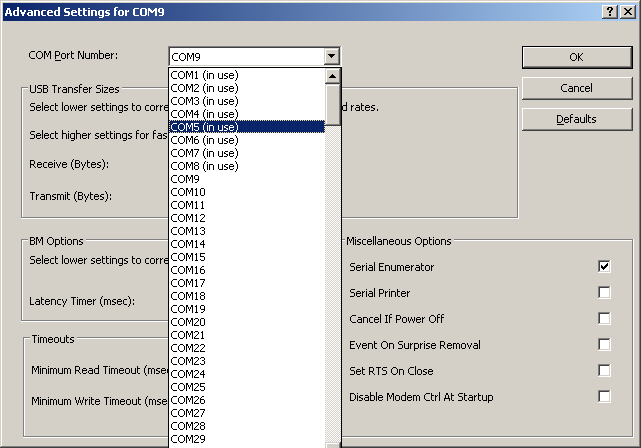 Advanced Settings for COM9
COM Port Number:
COM9
OK
Cancel
Defaults
COM1 (in use)
COM2 (in use)
COM3 (in use)
COM4 (in use)
COM5 (in use)
COM6 (in use)
COM7 (in use)
COM8 (in use)
COM9
COM10
COM11
COM12
COM13
COM14
COM15
COM16
COM17
COM18
COM19
COM20
COM21
COM22
COM23
COM24
COM25
COM26
COM27
COM28
COM29
USB Transfer Sizes
Select lower settings to corre d rates.
Select higher settings for fas
Receive (Bytes):
Transmit (Bytes):
BM Options
Select lower settings to corre
Latency Timer (msec):
Timeouts
Minimum Read Timeout (msec
Minimum Write Timeout (mse
Miscellaneous Options
Serial Enumerator
Serial Printer
Cancel If Power Off
Event On Surprise Removal
Set RTS On Close
Disable Modem Ctrl At Startup